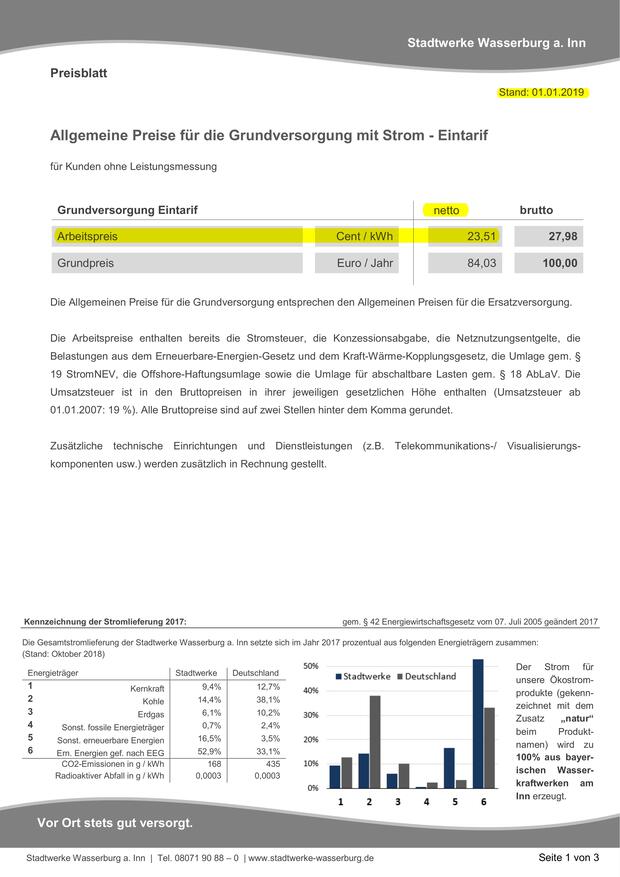 Stadtwerke Wasserburg a. Inn
Preisblatt
Stand: 01.01.2019
Allgemeine Preise für die Grundversorgung mit Strom - Eintarif
für Kunden ohne Leistungsmessung
Grundversorgung Eintarif netto brutto
Arbeitspreis Cent / kWh 23,51 27,98
Grundpreis Euro / Jahr 84,03 100,00
Die Allgemeinen Preise für die Grundversorgung entsprechen den Allgemeinen Preisen für die Ersatzversorgung.
Die Arbeitspreise enthalten bereits die Stromsteuer, die Konzessionsabgabe, die Netznutzungsentgelte, die
Belastungen aus dem Erneuerbare-Energien-Gesetz und dem Kraft-Wärme-Kopplungsgesetz, die Umlage gem. §
19 StromNEV, die Offshore-Haftungsumlage sowie die Umlage für abschaltbare Lasten gem. § 18 AbLaV. Die
Umsatzsteuer ist in den Bruttopreisen in ihrer jeweiligen gesetzlichen Höhe enthalten (Umsatzsteuer ab
01.01.2007: 19 %). Alle Bruttopreise sind auf zwei Stellen hinter dem Komma gerundet.
Zusätzliche technische Einrichtungen und Dienstleistungen (z.B. Telekommunikations-/ Visualisierungs-
komponenten usw.) werden zusätzlich in Rechnung gestellt.
Kennzeichnung der Stromlieferung 2017: gem. § 42 Energiewirtschaftsgesetz vom 07. Juli 2005 geändert 2017
Die Gesamtstromlieferung der Stadtwerke Wasserburg a. Inn setzte sich im Jahr 2017 prozentual aus folgenden Energieträgern zusammen:
(Stand: Oktober 2018)
Energieträger Stadtwerke Deutschland
1 Kernkraft 9,4% 12,7%
2 Kohle 14,4% 38,1%
3 Erdgas 6,1% 10,2%
4 Sonst. fossile Energieträger 0,7% 2,4%
5 Sonst. erneuerbare Energien 16,5% 3,5%
6 Ern. Energien gef. nach EEG 52,9% 33,1%
CO2-Emissionen in g / kWh 168 435
Radioaktiver Abfall in g / kWh 0,0003 0,0003
50%
Stadtwerke Deutschland
40%
30%
20%
10%
0%
1 2 3 4 5 6
Der Strom für
unsere Ökostrom-
produkte (gekenn-
zeichnet mit dem
Zusatz „natur“
beim Produkt-
namen) wird zu
100% aus bayer-
ischen Wasser-
kraftwerken am
Inn erzeugt.
Vor Ort stets gut versorgt.
Stadtwerke Wasserburg a. Inn | Tel. 08071 90 88 – 0 | www.stadtwerke-wasserburg.de
Seite 1 von 3